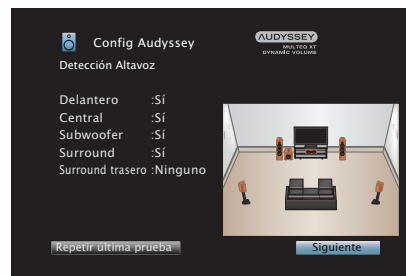 Config Audyssey
AUDYSSEY
MULTEQ XT
DYNAMIC VOLUME
Detección Altavoz
Delantero :Sí
Central :Sí
Subwoofer :Sí
Surround :Sí
Surround trasero :Ninguno
Repetir última prueba
Siguiente